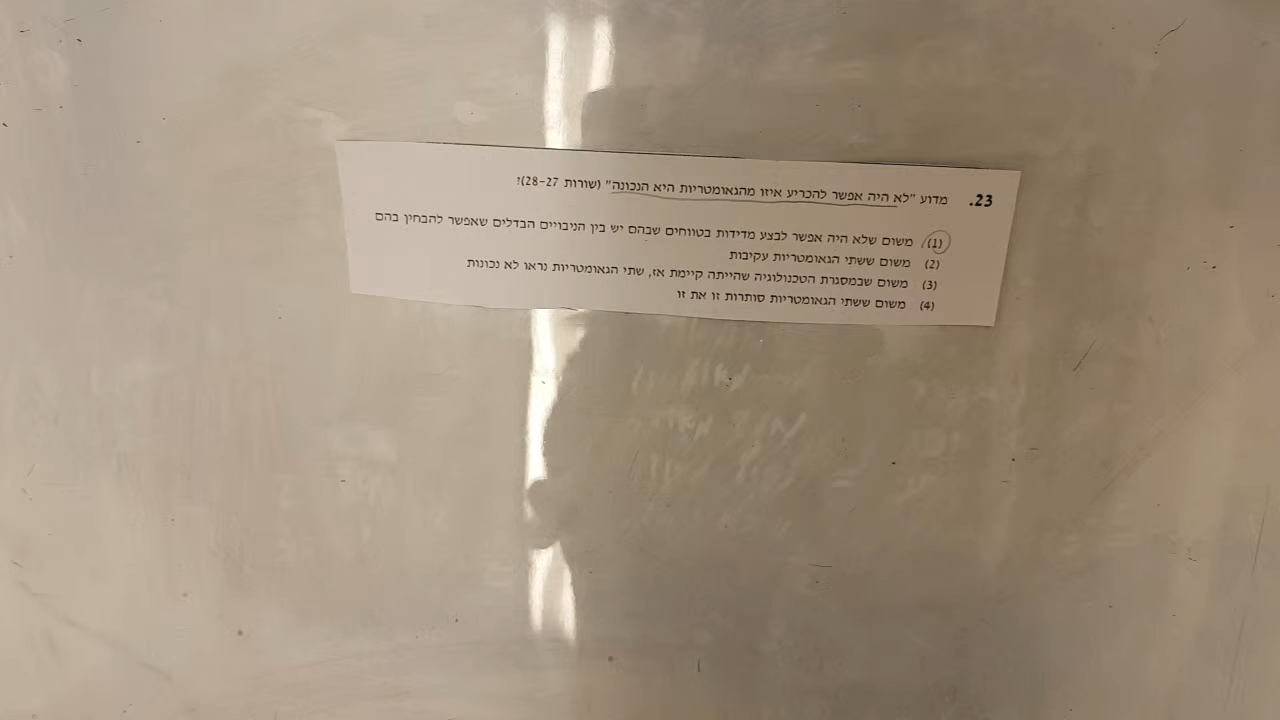 23. מדוע "לא היה אפשר להכריע איזו מהגאומטריות היא הנכונה" (שורות 27–28)?
(1) משום שלא היה אפשר לבצע מדידות בטווחים שבהם יש בין הניבויים הבדלים שאפשר להבחין בהם
(2) משום ששתי הגאומטריות עקיבות
(3) משום שבמסגרת הטכנולוגיה שהייתה קיימת אז, שתי הגאומטריות נראו לא נכונות
(4) משום ששתי הגאומטריות סותרות זו את זו